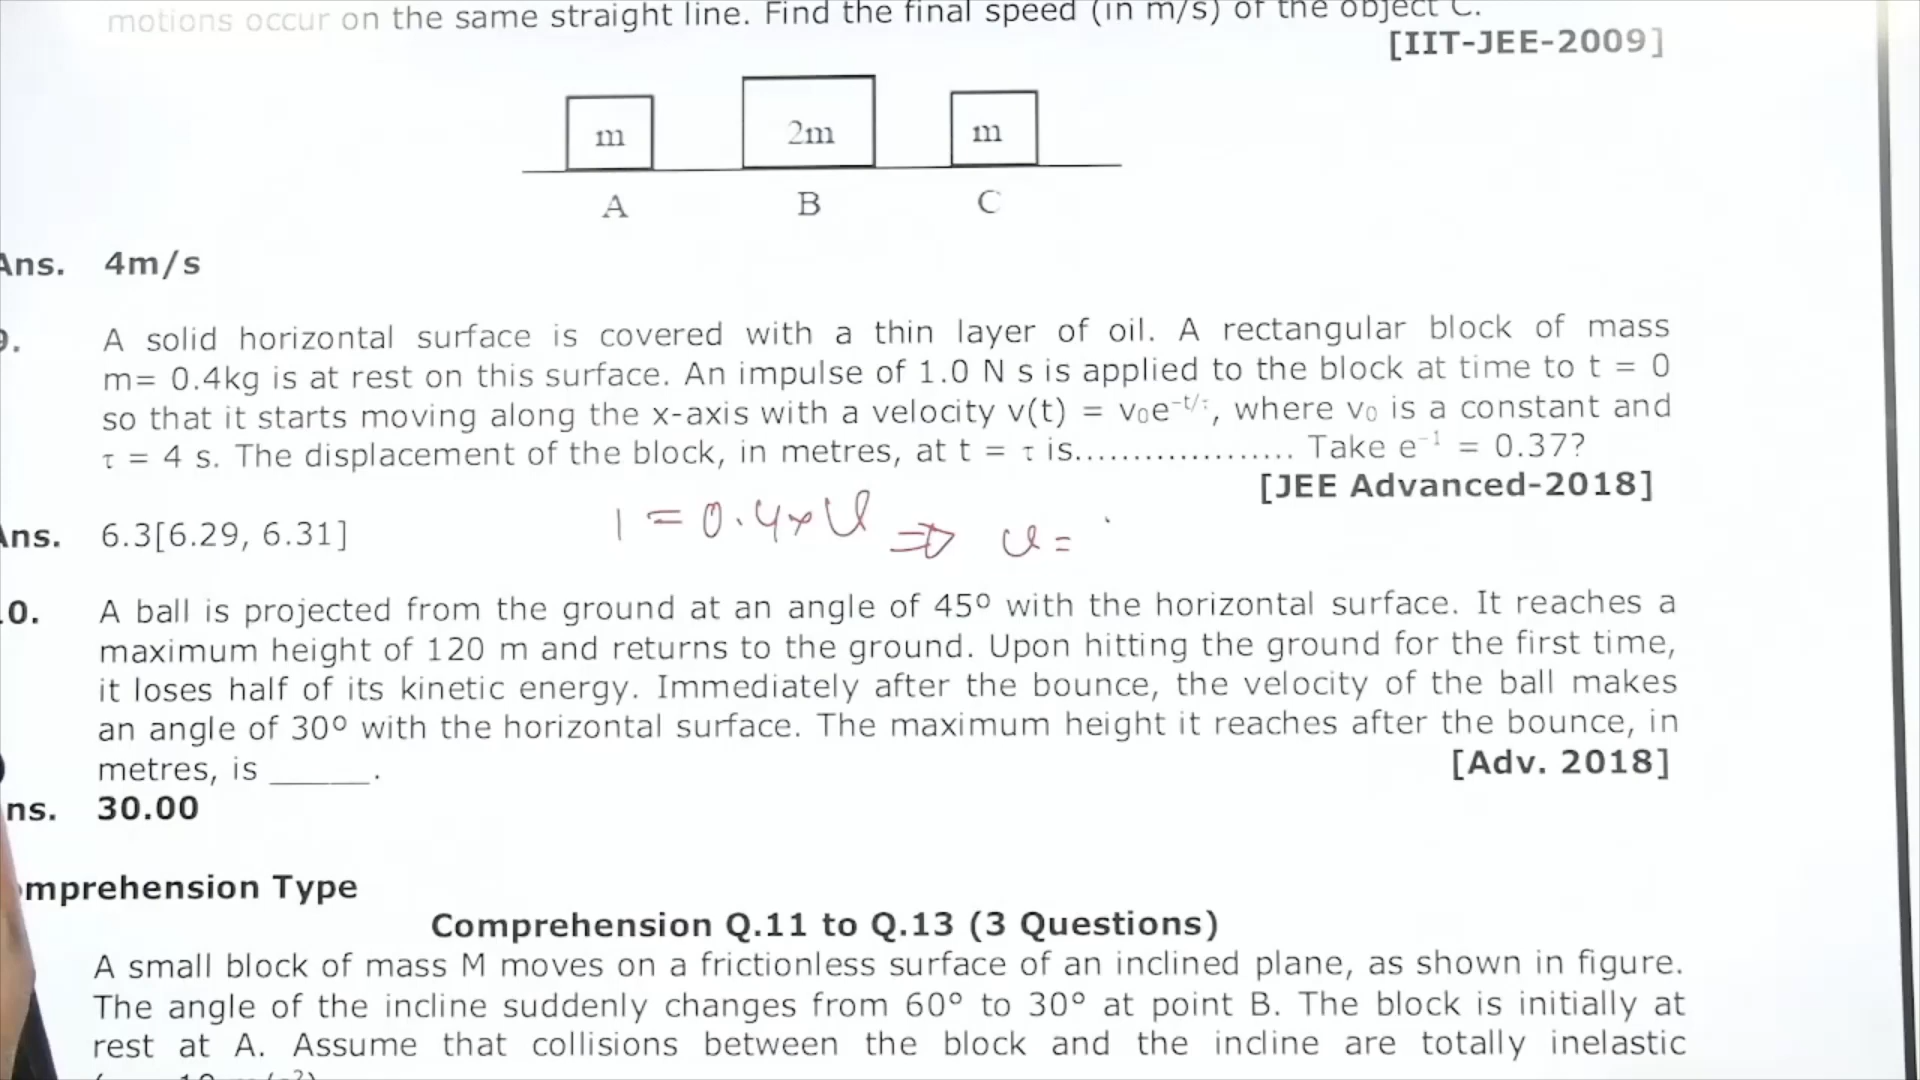 motions occur on the same straight line. Find the final speed (in m/s) of the object C.
[IIT-JEE-2009]
m 2m m
A B C
Ans. 4m/s
9. A solid horizontal surface is covered with a thin layer of oil. A rectangular block of mass
m= 0.4kg is at rest on this surface. An impulse of 1.0 N s is applied to the block at time to t = 0
so that it starts moving along the x-axis with a velocity v(t) = v₀e⁻ᵗ/τ, where v₀ is a constant and
τ = 4 s. The displacement of the block, in metres, at t = τ is................... Take e⁻¹ = 0.37?
[JEE Advanced-2018]
1 = 0.4×u ⇒ u =
Ans. 6.3[6.29, 6.31]
0. A ball is projected from the ground at an angle of 45º with the horizontal surface. It reaches a
maximum height of 120 m and returns to the ground. Upon hitting the ground for the first time,
it loses half of its kinetic energy. Immediately after the bounce, the velocity of the ball makes
an angle of 30º with the horizontal surface. The maximum height it reaches after the bounce, in
metres, is ______.
[Adv. 2018]
ns. 30.00
mprehension Type
Comprehension Q.11 to Q.13 (3 Questions)
A small block of mass M moves on a frictionless surface of an inclined plane, as shown in figure.
The angle of the incline suddenly changes from 60° to 30° at point B. The block is initially at
rest at A. Assume that collisions between the block and the incline are totally inelastic